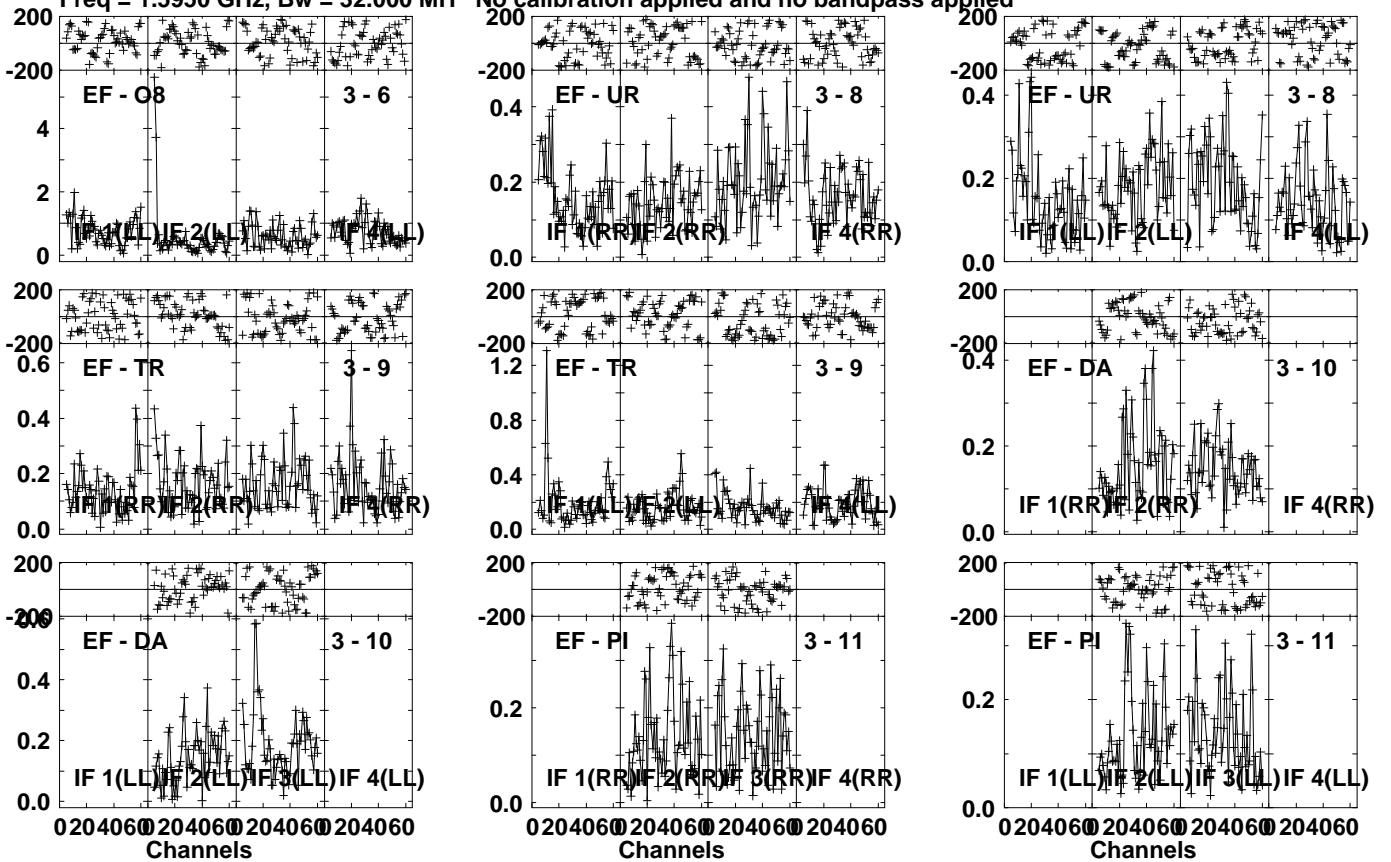 Freq = 1.5950 GHz, Bw = 32.000 MH No calibration applied and no bandpass applied
200
-200
EF - O8 3 - 6
4
2
0
IF 1(LL) IF 2(LL) IF 4(LL)
200
-200
EF - UR 3 - 8
0.4
0.2
0.0
IF 1(RR) IF 2(RR) IF 4(RR)
200
-200
EF - UR 3 - 8
0.4
0.2
0.0
IF 1(LL) IF 2(LL) IF 4(LL)
200
-200
EF - TR 3 - 9
0.6
0.4
0.2
0.0
IF 1(RR) IF 2(RR) IF 4(RR)
200
-200
EF - TR 3 - 9
1.2
0.8
0.4
0.0
IF 1(LL) IF 2(LL) IF 4(LL)
200
-200
EF - DA 3 - 10
0.4
0.2
0.0
IF 1(RR) IF 2(RR) IF 4(RR)
200
-200
EF - DA 3 - 10
0.6
0.4
0.2
0.0
IF 1(LL) IF 2(LL) IF 3(LL) IF 4(LL)
0 20 40 60 0 20 40 60 0 20 40 60 0 20 40 60
Channels
200
-200
EF - PI 3 - 11
0.2
0.0
IF 1(RR) IF 2(RR) IF 3(RR) IF 4(RR)
0 20 40 60 0 20 40 60 0 20 40 60 0 20 40 60
Channels
200
-200
EF - PI 3 - 11
0.2
0.0
IF 1(LL) IF 2(LL) IF 3(LL) IF 4(LL)
0 20 40 60 0 20 40 60 0 20 40 60 0 20 40 60
Channels